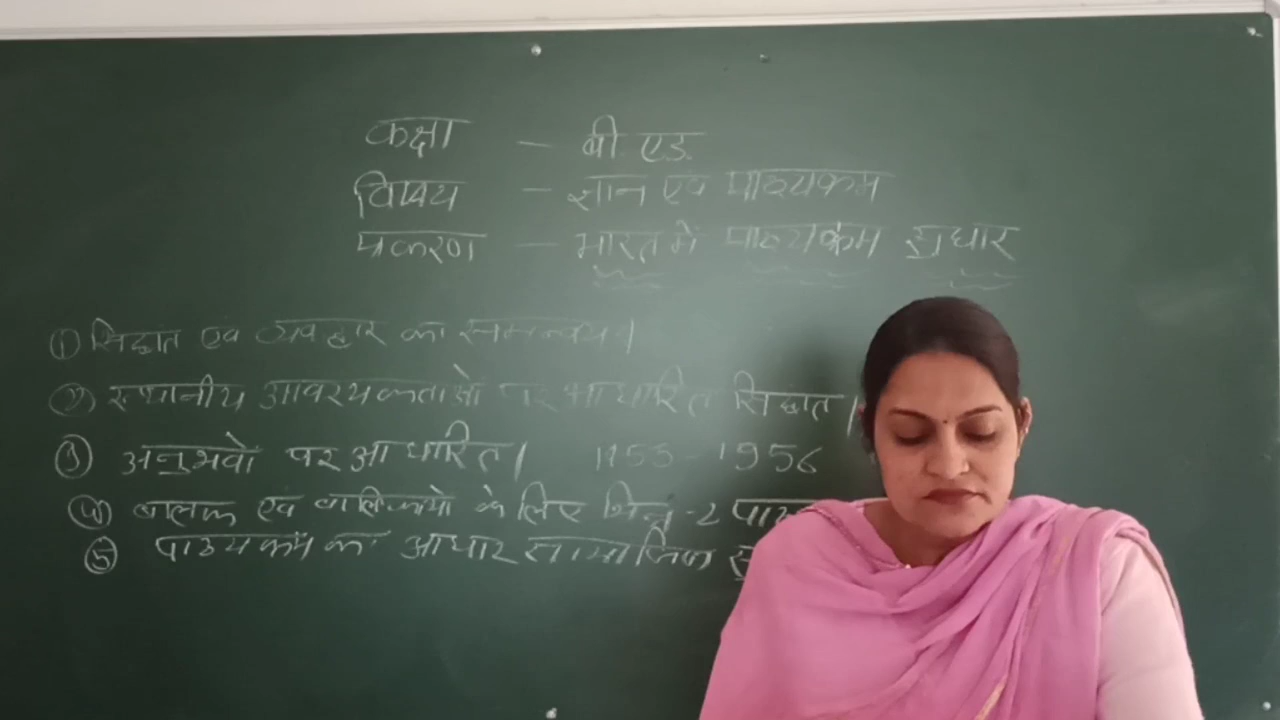 कक्षा - बी. एड.
विषय - ज्ञान एवं पाठ्यक्रम
प्रकरण - भारत में पाठ्यक्रम सुधार
① सिद्धांत एवं व्यवहार का समन्वय।
② स्थानीय आवश्यकताओ पर आधारित सिद्धांत।
③ अनुभवो पर आधारित। 1955-1956
④ बालक एवं बालिकायो के लिए भिन्न-2
⑤ पाठ्यक्रम का आधार सामाजिक